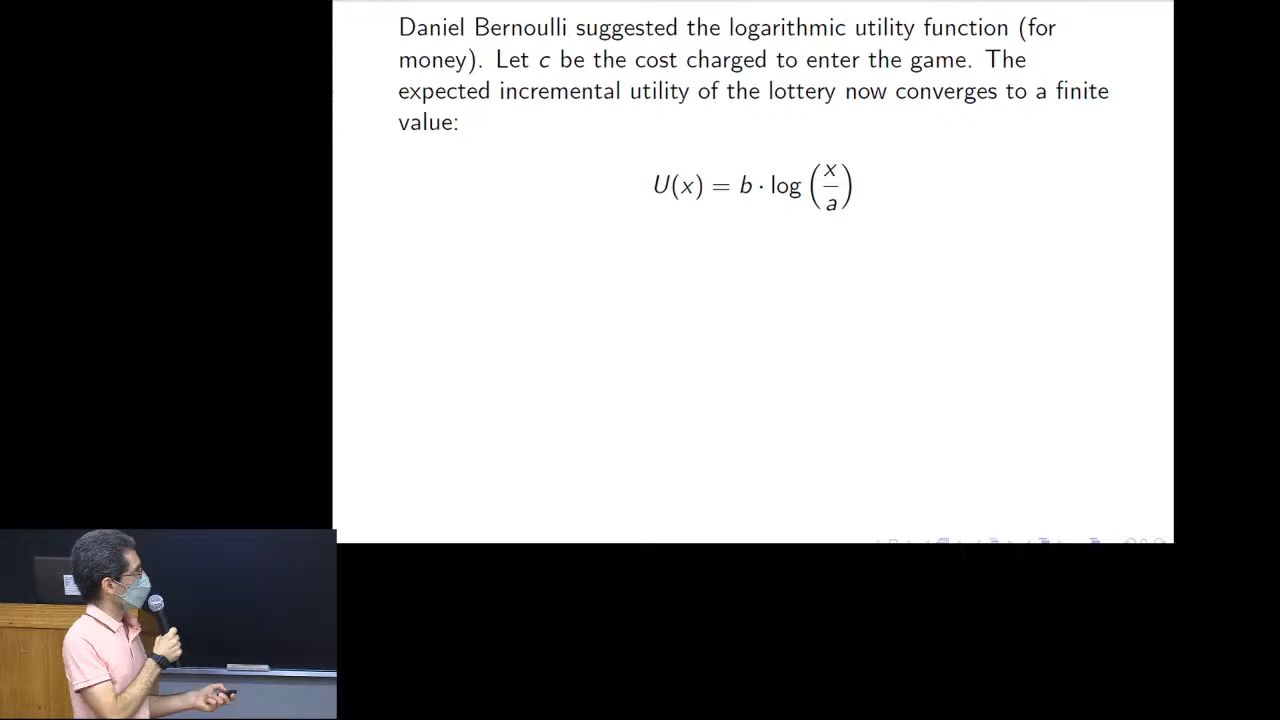 Daniel Bernoulli suggested the logarithmic utility function (for
money). Let c be the cost charged to enter the game. The
expected incremental utility of the lottery now converges to a finite
value:
U(x) = b · log (x/a)